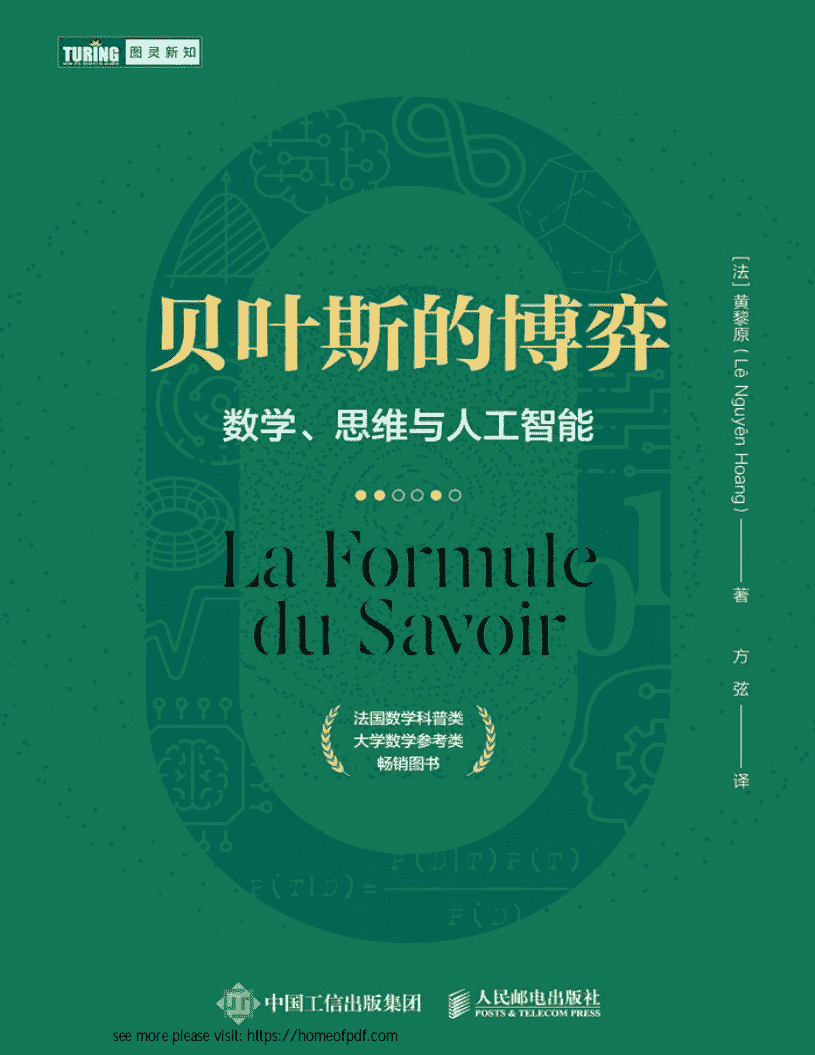 TURING 图灵新知
贝叶斯的博弈
数学、思维与人工智能
La Formule
du Savoir
法国数学科普类
大学数学参考类
畅销图书
[法] 黄黎原 (Lê Nguyên Hoang) 著
方弦 译
P(T|D)= P(D|T)P(T)
P(D)
中国工信出版集团
人民邮电出版社
POSTS & TELECOM PRESS
see more please visit: https://homeofpdf.com